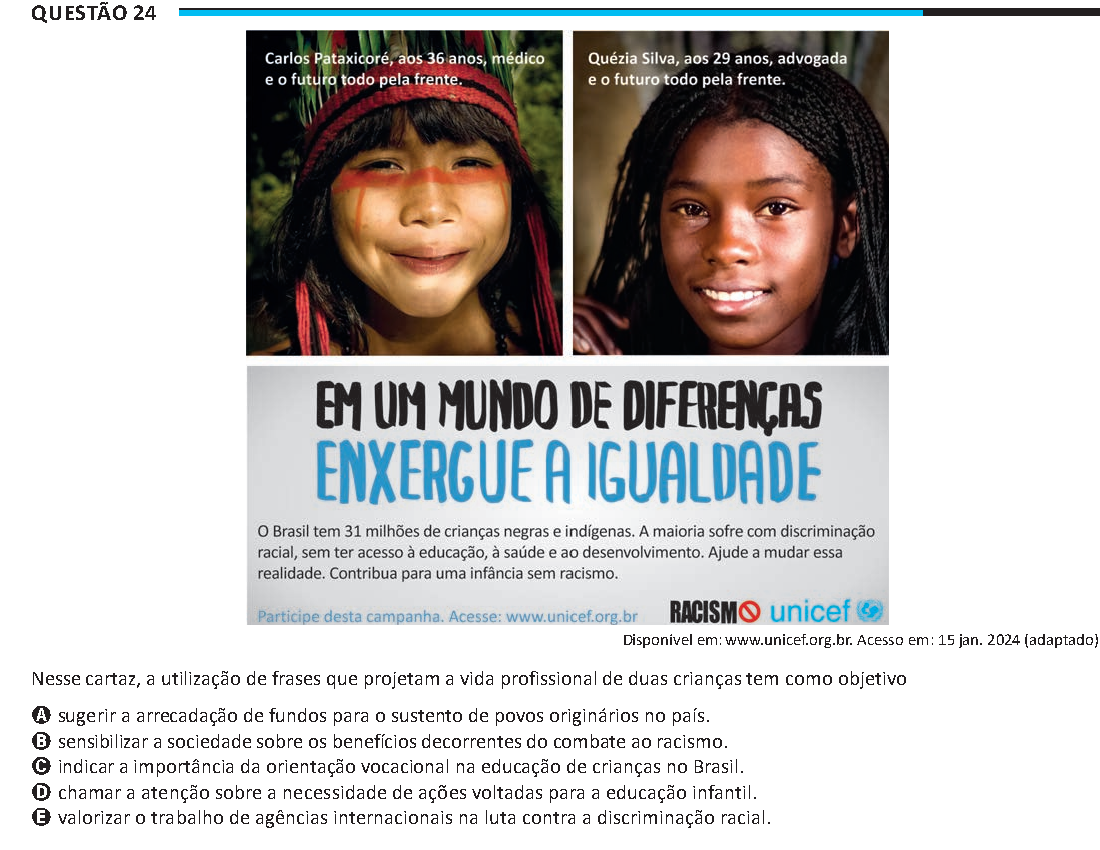 QUESTÃO 24
Carlos Pataxicoré, aos 36 anos, médico
e o futuro todo pela frente.
Quézia Silva, aos 29 anos, advogada
e o futuro todo pela frente.
EM UM MUNDO DE DIFERENÇAS
ENXERGUE A IGUALDADE
O Brasil tem 31 milhões de crianças negras e indígenas. A maioria sofre com discriminação
racial, sem ter acesso à educação, à saúde e ao desenvolvimento. Ajude a mudar essa
realidade. Contribua para uma infância sem racismo.
Participe desta campanha. Acesse: www.unicef.org.br
RACISMO unicef
Disponível em: www.unicef.org.br. Acesso em: 15 jan. 2024 (adaptado)
Nesse cartaz, a utilização de frases que projetam a vida profissional de duas crianças tem como objetivo
A sugerir a arrecadação de fundos para o sustento de povos originários no país.
B sensibilizar a sociedade sobre os benefícios decorrentes do combate ao racismo.
C indicar a importância da orientação vocacional na educação de crianças no Brasil.
D chamar a atenção sobre a necessidade de ações voltadas para a educação infantil.
E valorizar o trabalho de agências internacionais na luta contra a discriminação racial.